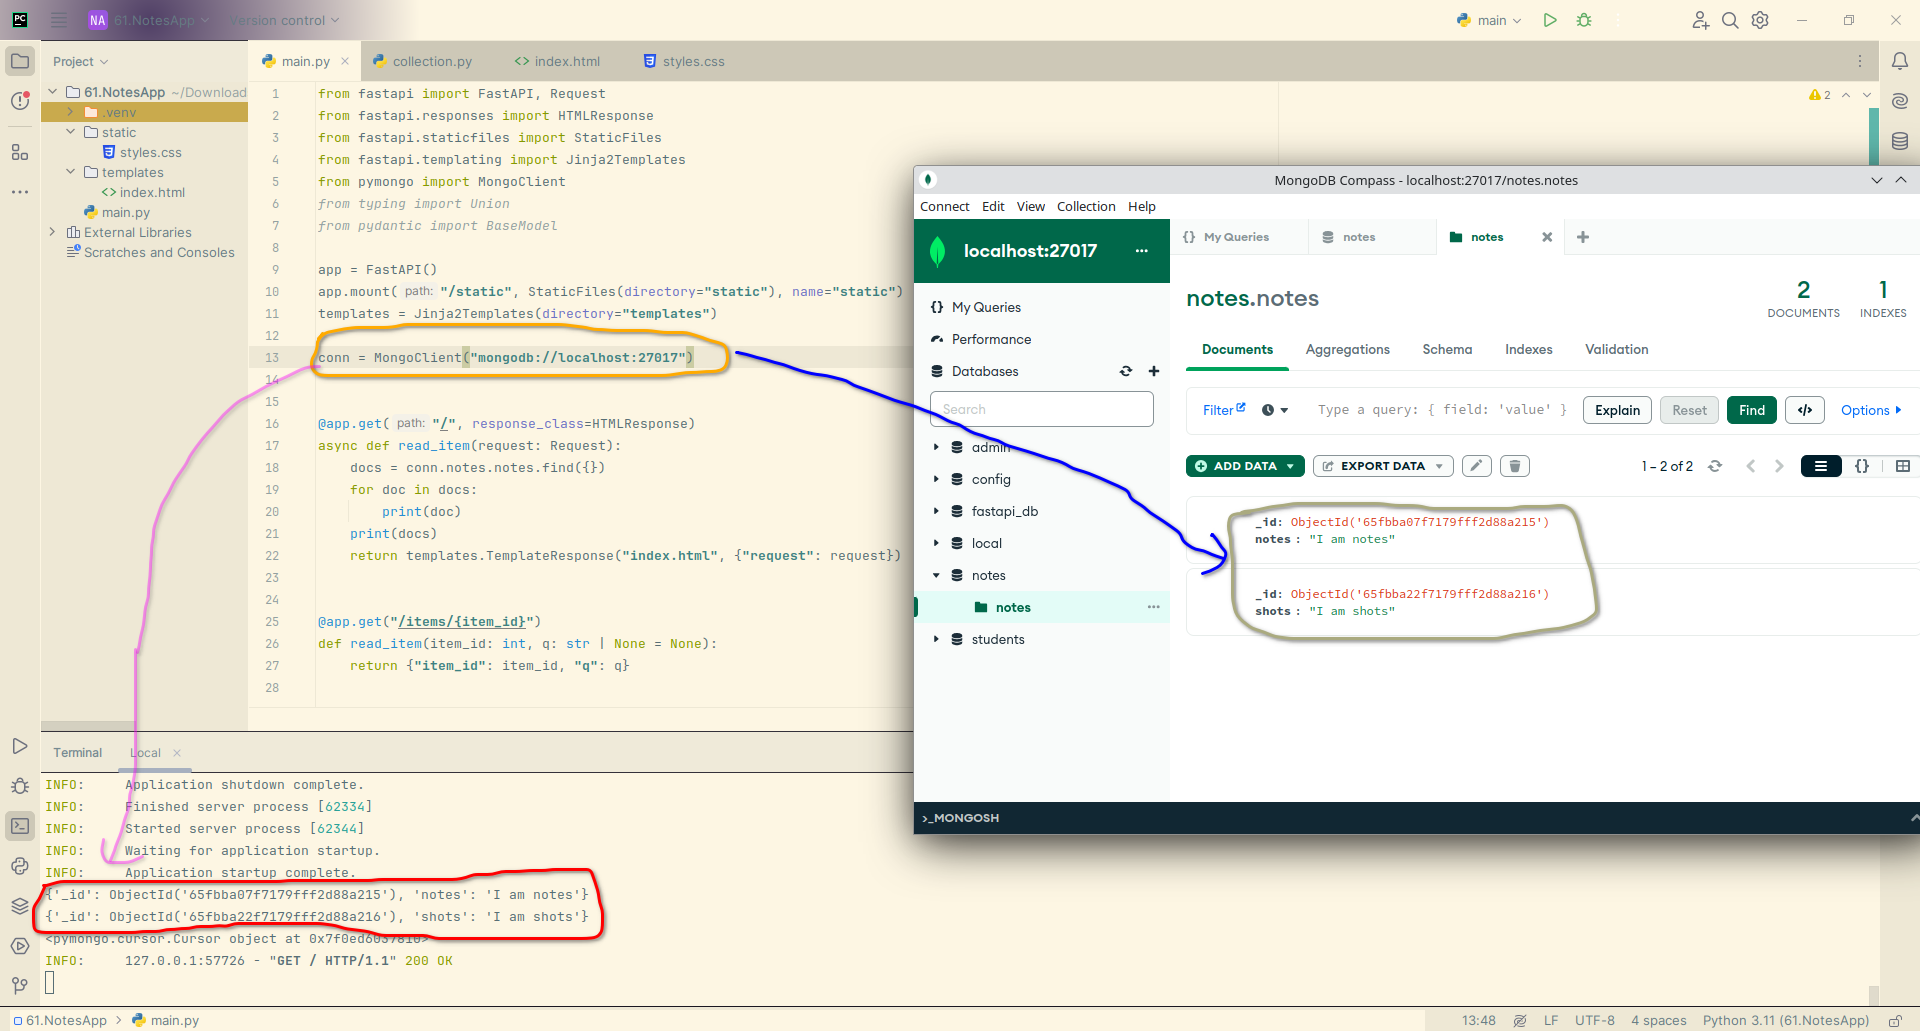 PC
NA 61.NotesApp
Version control
main
Project
main.py
collection.py
<> index.html
styles.css
61.NotesApp ~/Download
.venv
static
styles.css
templates
<> index.html
main.py
External Libraries
Scratches and Consoles
2
1 from fastapi import FastAPI, Request
2 from fastapi.responses import HTMLResponse
3 from fastapi.staticfiles import StaticFiles
4 from fastapi.templating import Jinja2Templates
5 from pymongo import MongoClient
6 from typing import Union
7 from pydantic import BaseModel
8
9 app = FastAPI()
10 app.mount( path: "/static", StaticFiles(directory="static"), name="static")
11 templates = Jinja2Templates(directory="templates")
12
13 conn = MongoClient("mongodb://localhost:27017")
14
15
16 @app.get( path: "/", response_class=HTMLResponse)
17 async def read_item(request: Request):
18 docs = conn.notes.notes.find({})
19 for doc in docs:
20 print(doc)
21 print(docs)
22 return templates.TemplateResponse("index.html", {"request": request})
23
24
25 @app.get("/items/{item_id}")
26 def read_item(item_id: int, q: str | None = None):
27 return {"item_id": item_id, "q": q}
28
MongoDB Compass - localhost:27017/notes.notes
Connect Edit View Collection Help
localhost:27017 ...
{} My Queries
Performance
Databases
Search
admin
config
fastapi_db
local
notes
notes ...
students
{} My Queries
notes
notes
notes.notes
2
DOCUMENTS
1
INDEXES
Documents Aggregations Schema Indexes Validation
Filter
Type a query: { field: 'value' }
Explain Reset Find </> Options
ADD DATA
EXPORT DATA
1 – 2 of 2
{}
_id: ObjectId('65fbba07f7179fff2d88a215')
notes : "I am notes"
_id: ObjectId('65fbba22f7179fff2d88a216')
shots : "I am shots"
>_MONGOSH
Terminal Local
INFO: Application shutdown complete.
INFO: Finished server process [62334]
INFO: Started server process [62344]
INFO: Waiting for application startup.
INFO: Application startup complete.
{'_id': ObjectId('65fbba07f7179fff2d88a215'), 'notes': 'I am notes'}
{'_id': ObjectId('65fbba22f7179fff2d88a216'), 'shots': 'I am shots'}
<pymongo.cursor.Cursor object at 0x7f0ed6037810>
INFO: 127.0.0.1:57726 - "GET / HTTP/1.1" 200 OK
61.NotesApp > main.py
13:48 LF UTF-8 4 spaces Python 3.11 (61.NotesApp)